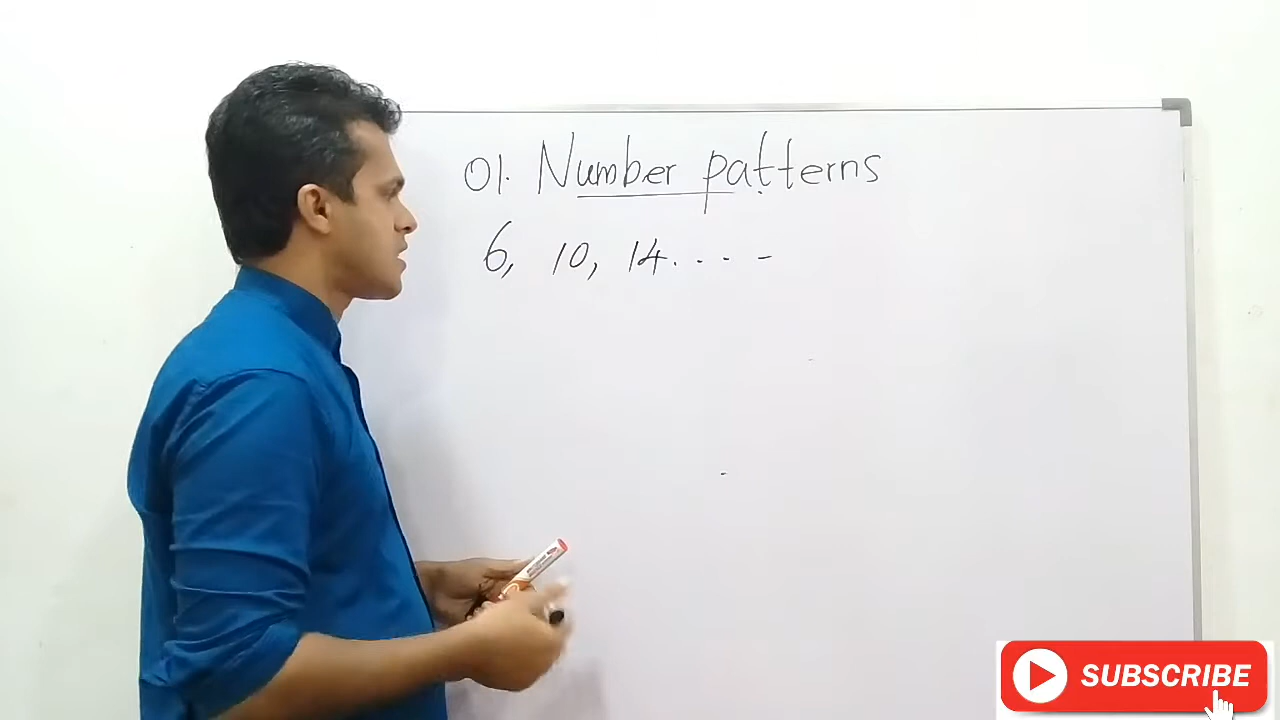 01. Number patterns
6, 10, 14. . . . -
SUBSCRIBE